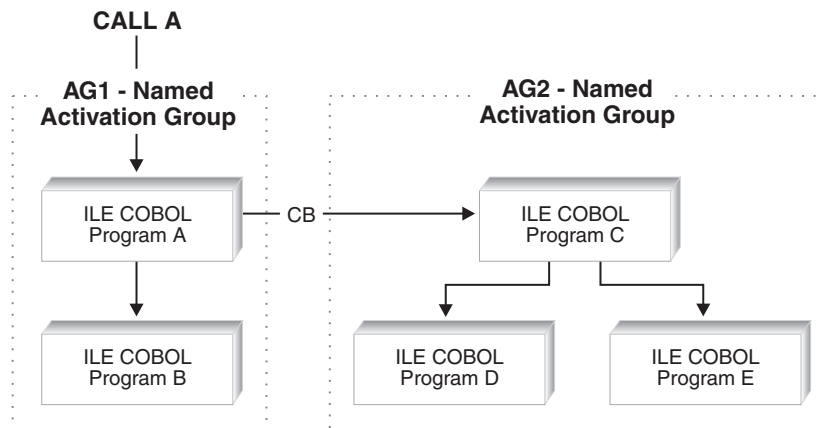 CALL A
AG1 - Named
Activation Group
AG2 - Named
Activation Group
ILE COBOL
Program A
CB
ILE COBOL
Program C
ILE COBOL
Program B
ILE COBOL
Program D
ILE COBOL
Program E